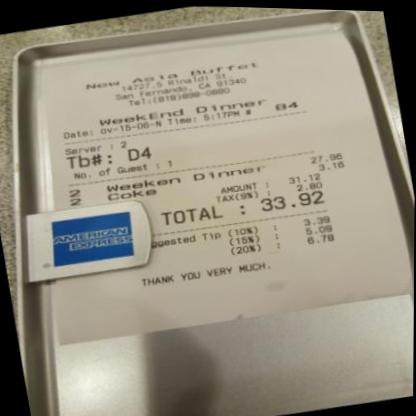 New Asia Buffet
14727.5 Rinaldi St.
San Fernando, CA 91340
Tel:(818)898-0880
WeekEnd Dinner
Date: ov-15-06-N Time: 5:17PM # 84
Server : 2
Tb#: D4
No. of Guest : 1
2 Weeken Dinner 27.96
2 Coke 3.16
AMOUNT : 31.12
TAX(9%) : 2.80
TOTAL : 33.92
ggested Tip (10%) : 3.39
(15%) : 5.09
(20%) : 6.78
THANK YOU VERY MUCH.
AMERICAN
EXPRESS